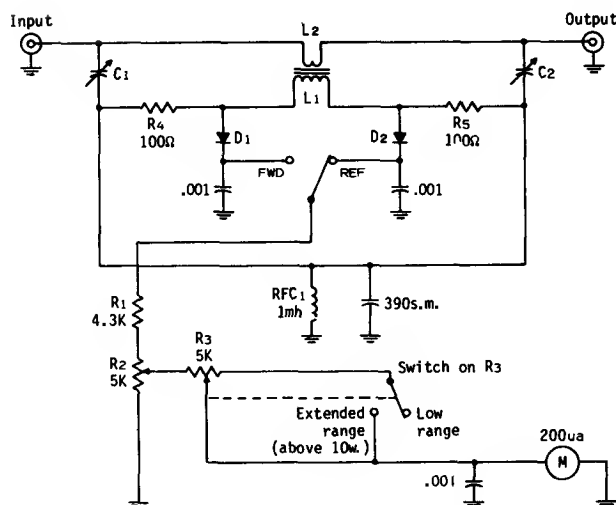 Input
Output
L2
C1
C2
L1
R4
100Ω
R5
100Ω
D1
D2
FWD
REF
.001
.001
R1
4.3K
RFC1
1mh
390s.m.
R2
5K
R3
5K
Switch on R3
Extended
range
(above 10w.)
Low
range
200ua
M
.001